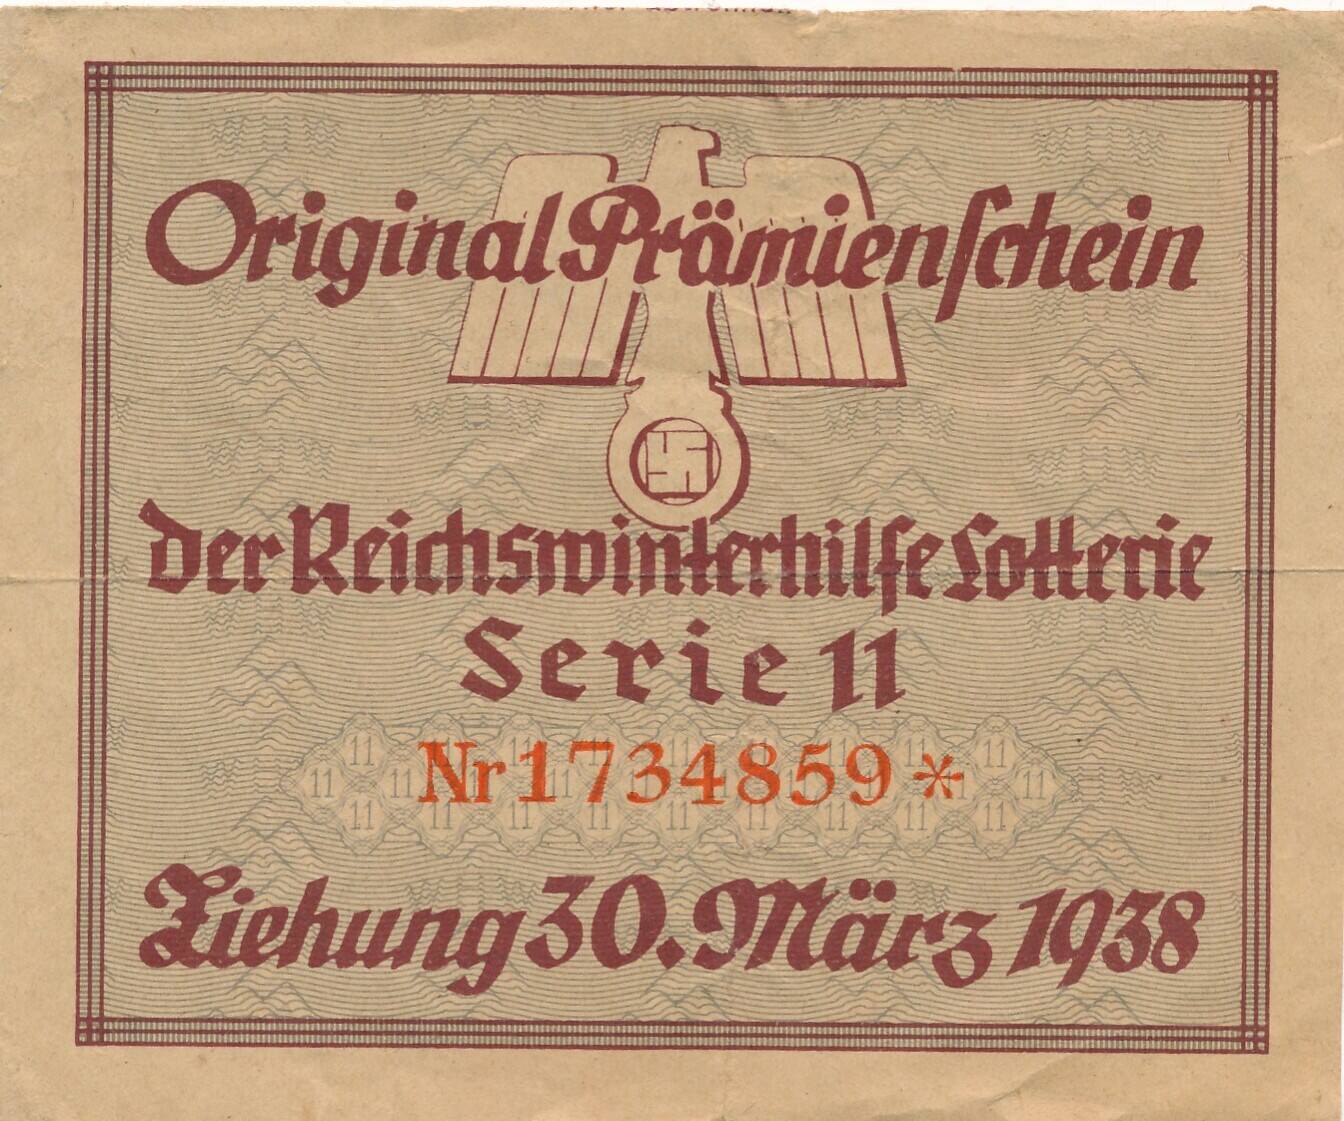 Original Prämienschein
der Reichswinterhilfe Lotterie
Serie 11
Nr 1734859 *
Ziehung 30. März 1938